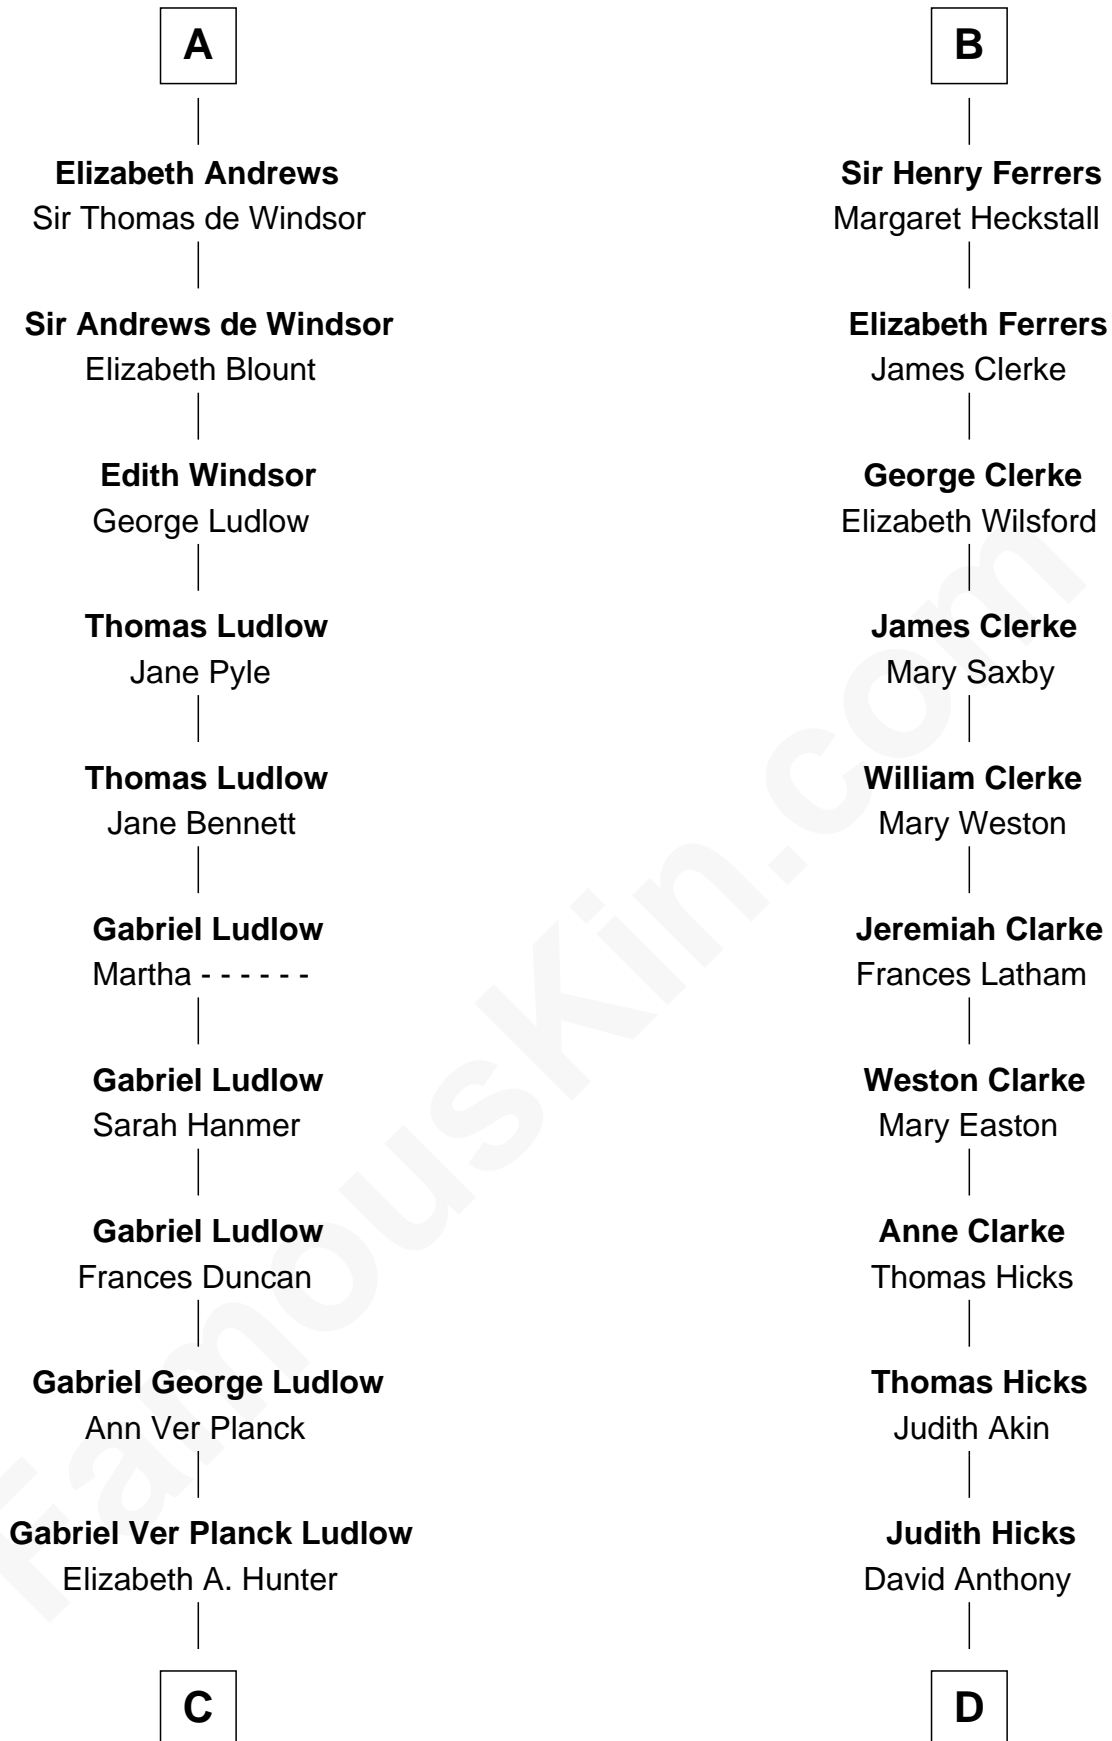 A
Elizabeth Andrews
Sir Thomas de Windsor
Sir Andrews de Windsor
Elizabeth Blount
Edith Windsor
George Ludlow
Thomas Ludlow
Jane Pyle
Thomas Ludlow
Jane Bennett
Gabriel Ludlow
Martha - - - - - -
Gabriel Ludlow
Sarah Hanmer
Gabriel Ludlow
Frances Duncan
Gabriel George Ludlow
Ann Ver Planck
Gabriel Ver Planck Ludlow
Elizabeth A. Hunter
C
B
Sir Henry Ferrers
Margaret Heckstall
Elizabeth Ferrers
James Clerke
George Clerke
Elizabeth Wilsford
James Clerke
Mary Saxby
William Clerke
Mary Weston
Jeremiah Clarke
Frances Latham
Weston Clarke
Mary Easton
Anne Clarke
Thomas Hicks
Thomas Hicks
Judith Akin
Judith Hicks
David Anthony
D
FamousKin.com